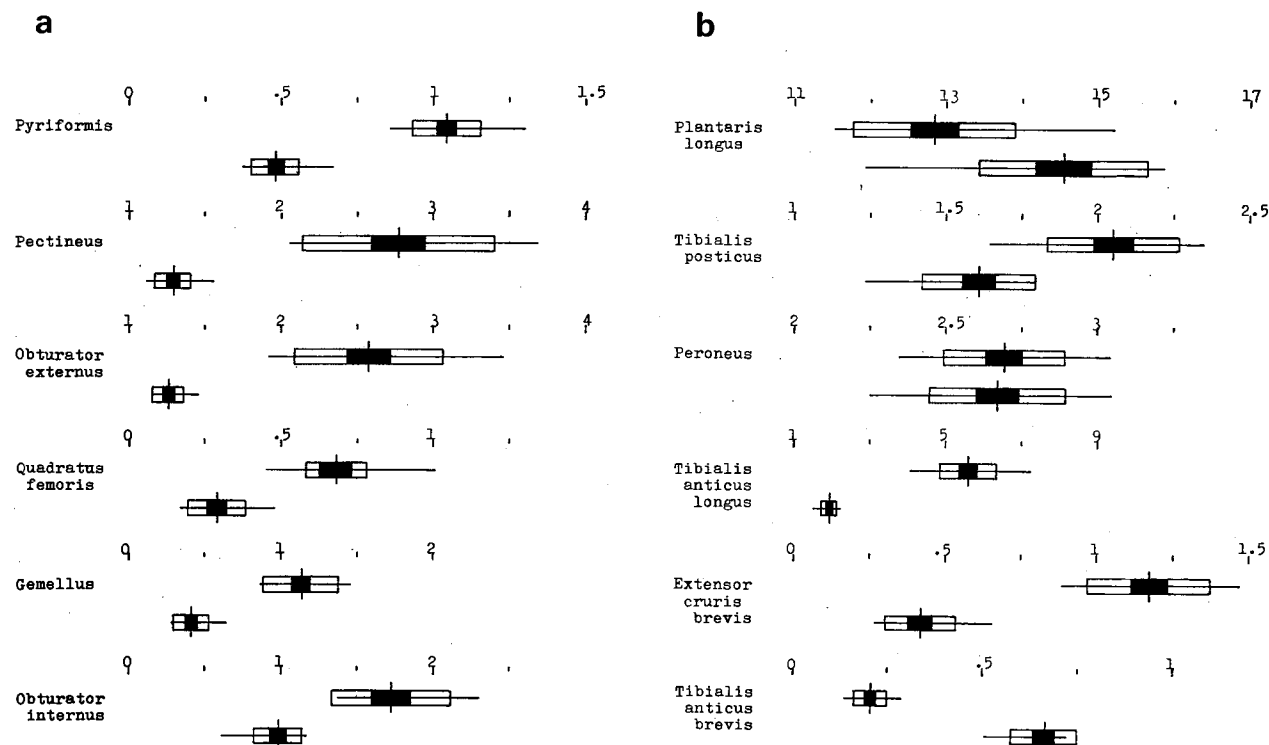 a
0 .5 1 1.5
Pyriformis
1 2 3 4
Pectineus
1 2 3 4
Obturator
externus
0 .5 1
Quadratus
femoris
0 1 2
Gemellus
0 1 2
Obturator
internus
b
11 13 15 17
Plantaris
longus
1 1.5 2 2.5
Tibialis
posticus
2 2.5 3
Peroneus
1 5 9
Tibialis
anticus
longus
0 .5 1 1.5
Extensor
cruris
brevis
0 .5 1
Tibialis
anticus
brevis